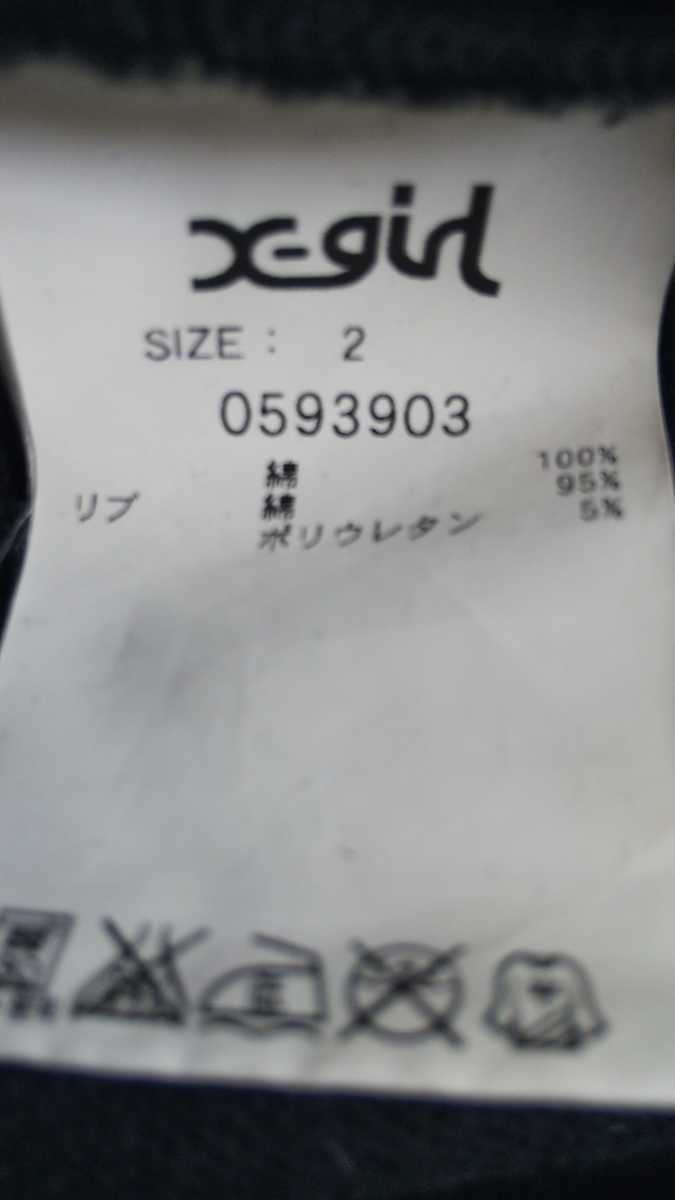 X-girl
SIZE : 2
0593903
綿 100%
リブ 綿 95%
ポリウレタン 5%